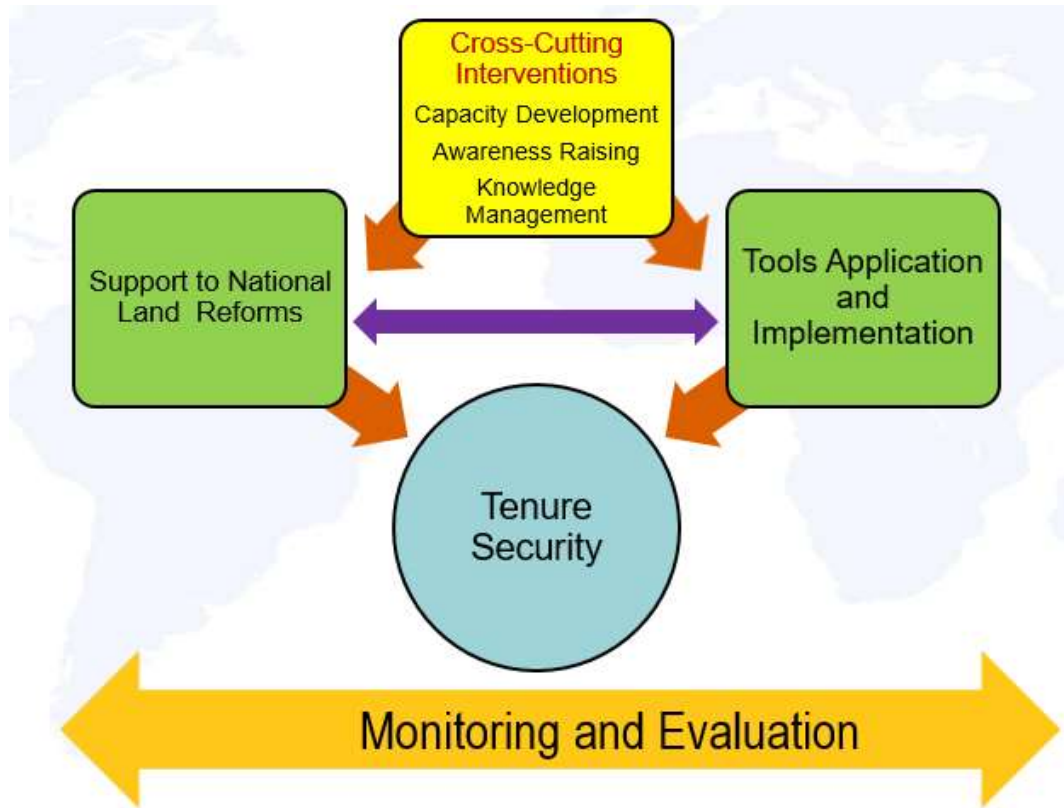 Cross-Cutting
Interventions
Capacity Development
Awareness Raising
Knowledge
Management
Support to National
Land Reforms
Tools Application
and
Implementation
Tenure
Security
Monitoring and Evaluation